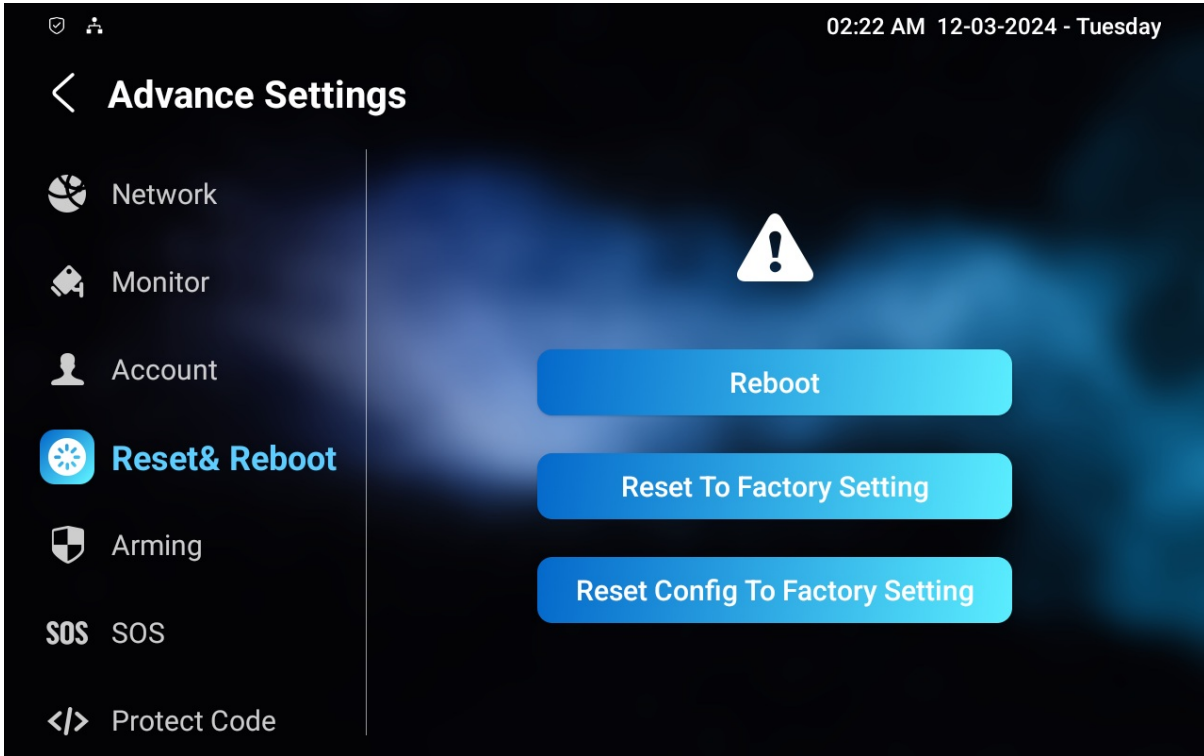 02:22 AM 12-03-2024 - Tuesday
Advance Settings
Network
Monitor
Account
Reset& Reboot
Arming
SOS SOS
</> Protect Code
Reboot
Reset To Factory Setting
Reset Config To Factory Setting